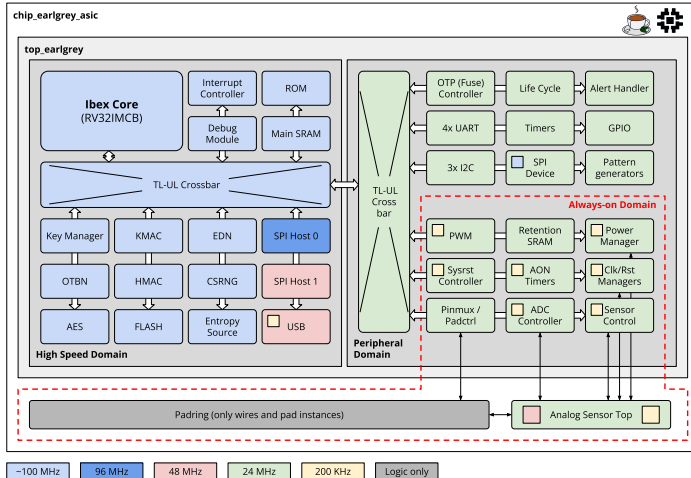 chip_earlgrey_asic
top_earlgrey
Ibex Core
(RV32IMCB)
Interrupt
Controller
ROM
Debug
Module
Main SRAM
TL-UL Crossbar
Key Manager
KMAC
EDN
SPI Host 0
OTBN
HMAC
CSRNG
SPI Host 1
AES
FLASH
Entropy
Source
USB
High Speed Domain
TL-UL
Cross
bar
OTP (Fuse)
Controller
Life Cycle
Alert Handler
4x UART
Timers
GPIO
3x I2C
SPI
Device
Pattern
generators
Always-on Domain
PWM
Retention
SRAM
Power
Manager
Sysrst
Controller
AON
Timers
Clk/Rst
Managers
Pinmux /
Padctrl
ADC
Controller
Sensor
Control
Peripheral
Domain
Padring (only wires and pad instances)
Analog Sensor Top
~100 MHz
96 MHz
48 MHz
24 MHz
200 KHz
Logic only